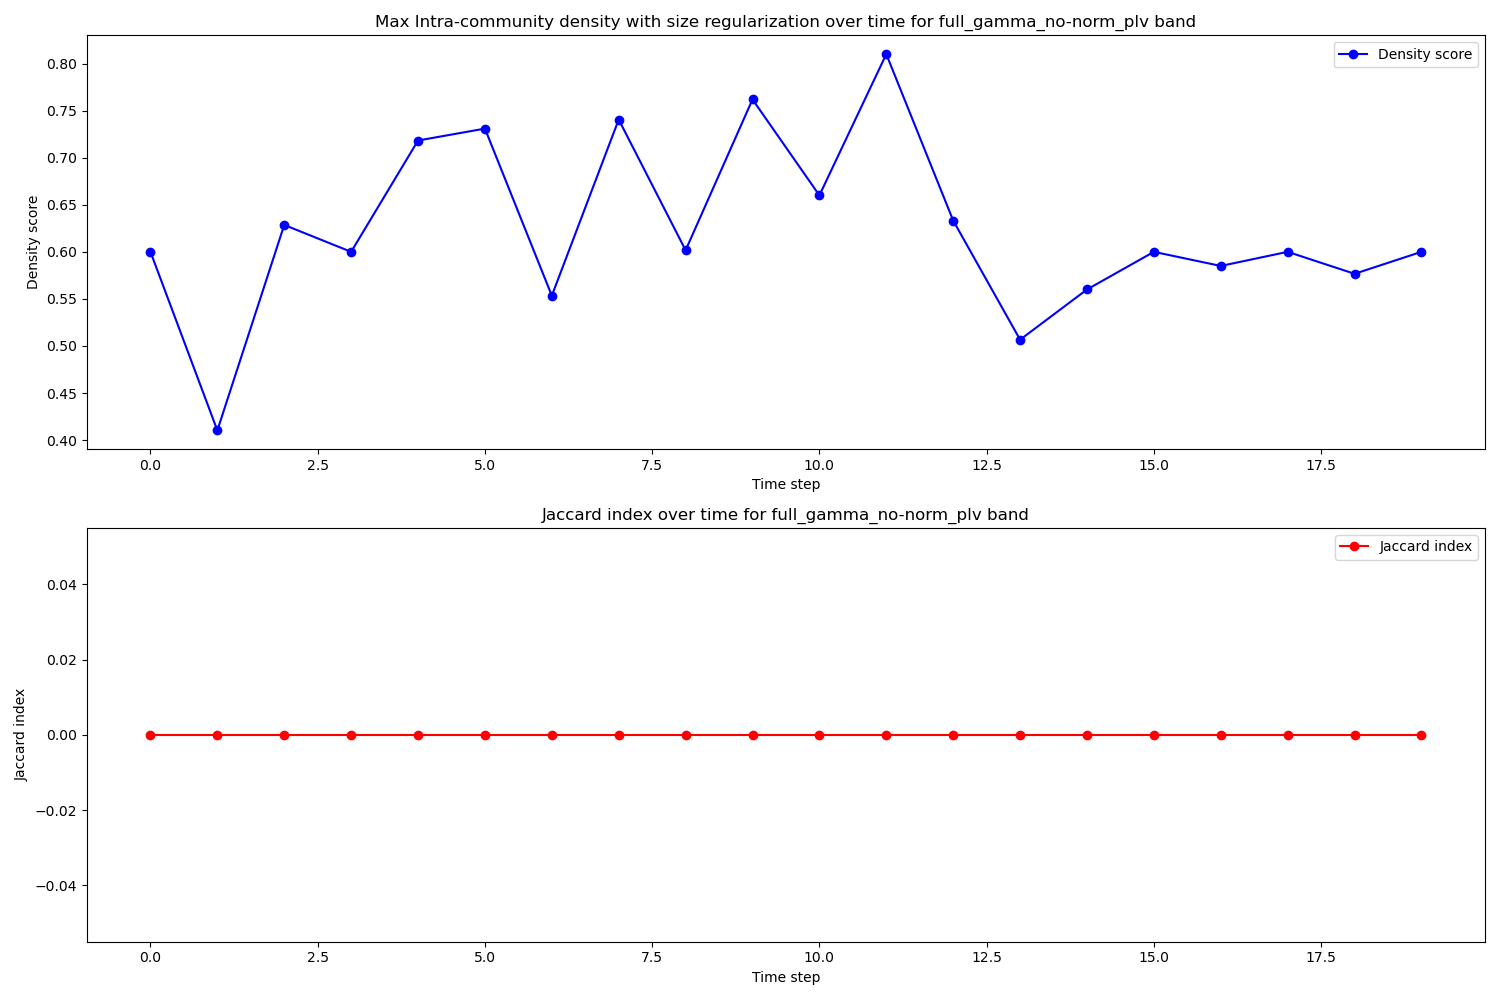 Max Intra-community density with size regularization over time for full_gamma_no-norm_plv band
Density score
0.80
0.75
0.70
0.65
0.60
0.55
0.50
0.45
0.40
Density score
0.0 2.5 5.0 7.5 10.0 12.5 15.0 17.5
Time step
Jaccard index over time for full_gamma_no-norm_plv band
Jaccard index
0.04
0.02
0.00
−0.02
−0.04
Jaccard index
0.0 2.5 5.0 7.5 10.0 12.5 15.0 17.5
Time step